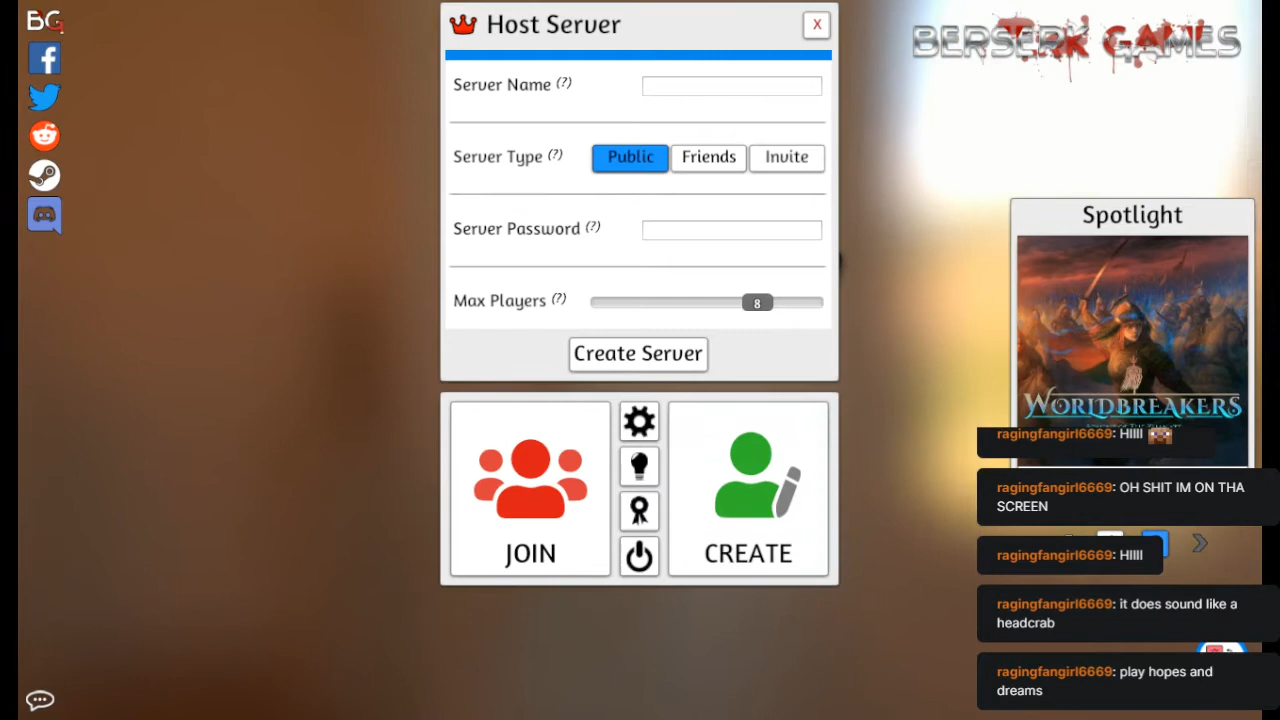 BG
Host Server
X
BERSERK GAMES
Server Name (?)
Server Type (?)
Public
Friends
Invite
Server Password (?)
Max Players (?)
8
Create Server
JOIN
CREATE
Spotlight
WORLDBREAKERS
ragingfangirl6669: HIIII
ragingfangirl6669: OH SHIT IM ON THA
SCREEN
ragingfangirl6669: HIIII
ragingfangirl6669: it does sound like a
headcrab
ragingfangirl6669: play hopes and
dreams